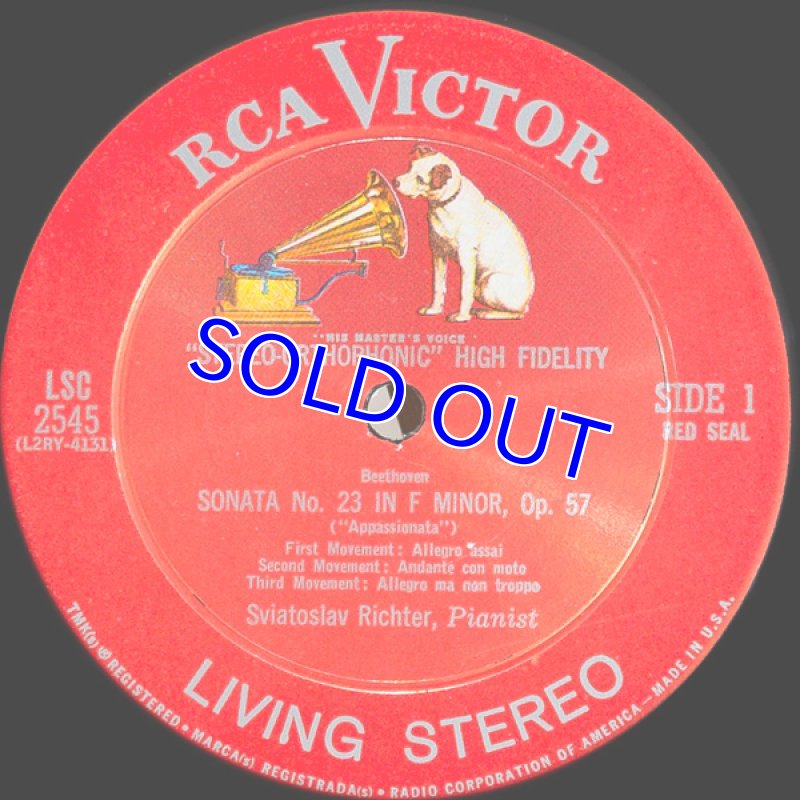 RCA VICTOR
"HIS MASTER'S VOICE
"STEREO-ORTHOPHONIC" HIGH FIDELITY
LSC
2545
(L2RY-4131)
SIDE 1
RED SEAL
SOLD OUT
Beethoven
SONATA No. 23 IN F MINOR, Op. 57
("Appassionata")
First Movement: Allegro assai
Second Movement: Andante con moto
Third Movement: Allegro ma non troppo
Sviatoslav Richter, Pianist
LIVING STEREO
TMK(s) ® REGISTERED • MARCA(s) REGISTRADA(s) • RADIO CORPORATION OF AMERICA—MADE IN U.S.A.